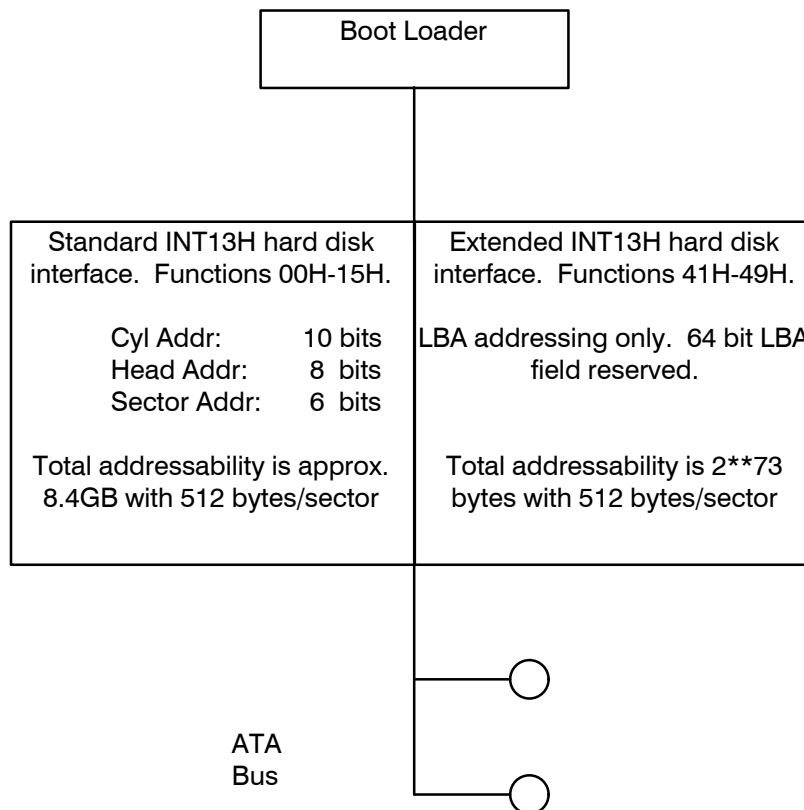 Boot Loader
Standard INT13H hard disk
interface.  Functions 00H-15H.
Cyl Addr: 10 bits
Head Addr: 8 bits
Sector Addr: 6 bits
Total addressability is approx.
8.4GB with 512 bytes/sector
Extended INT13H hard disk
interface.  Functions 41H-49H.
LBA addressing only.  64 bit LBA
field reserved.
Total addressability is 2**73
bytes with 512 bytes/sector
ATA
Bus